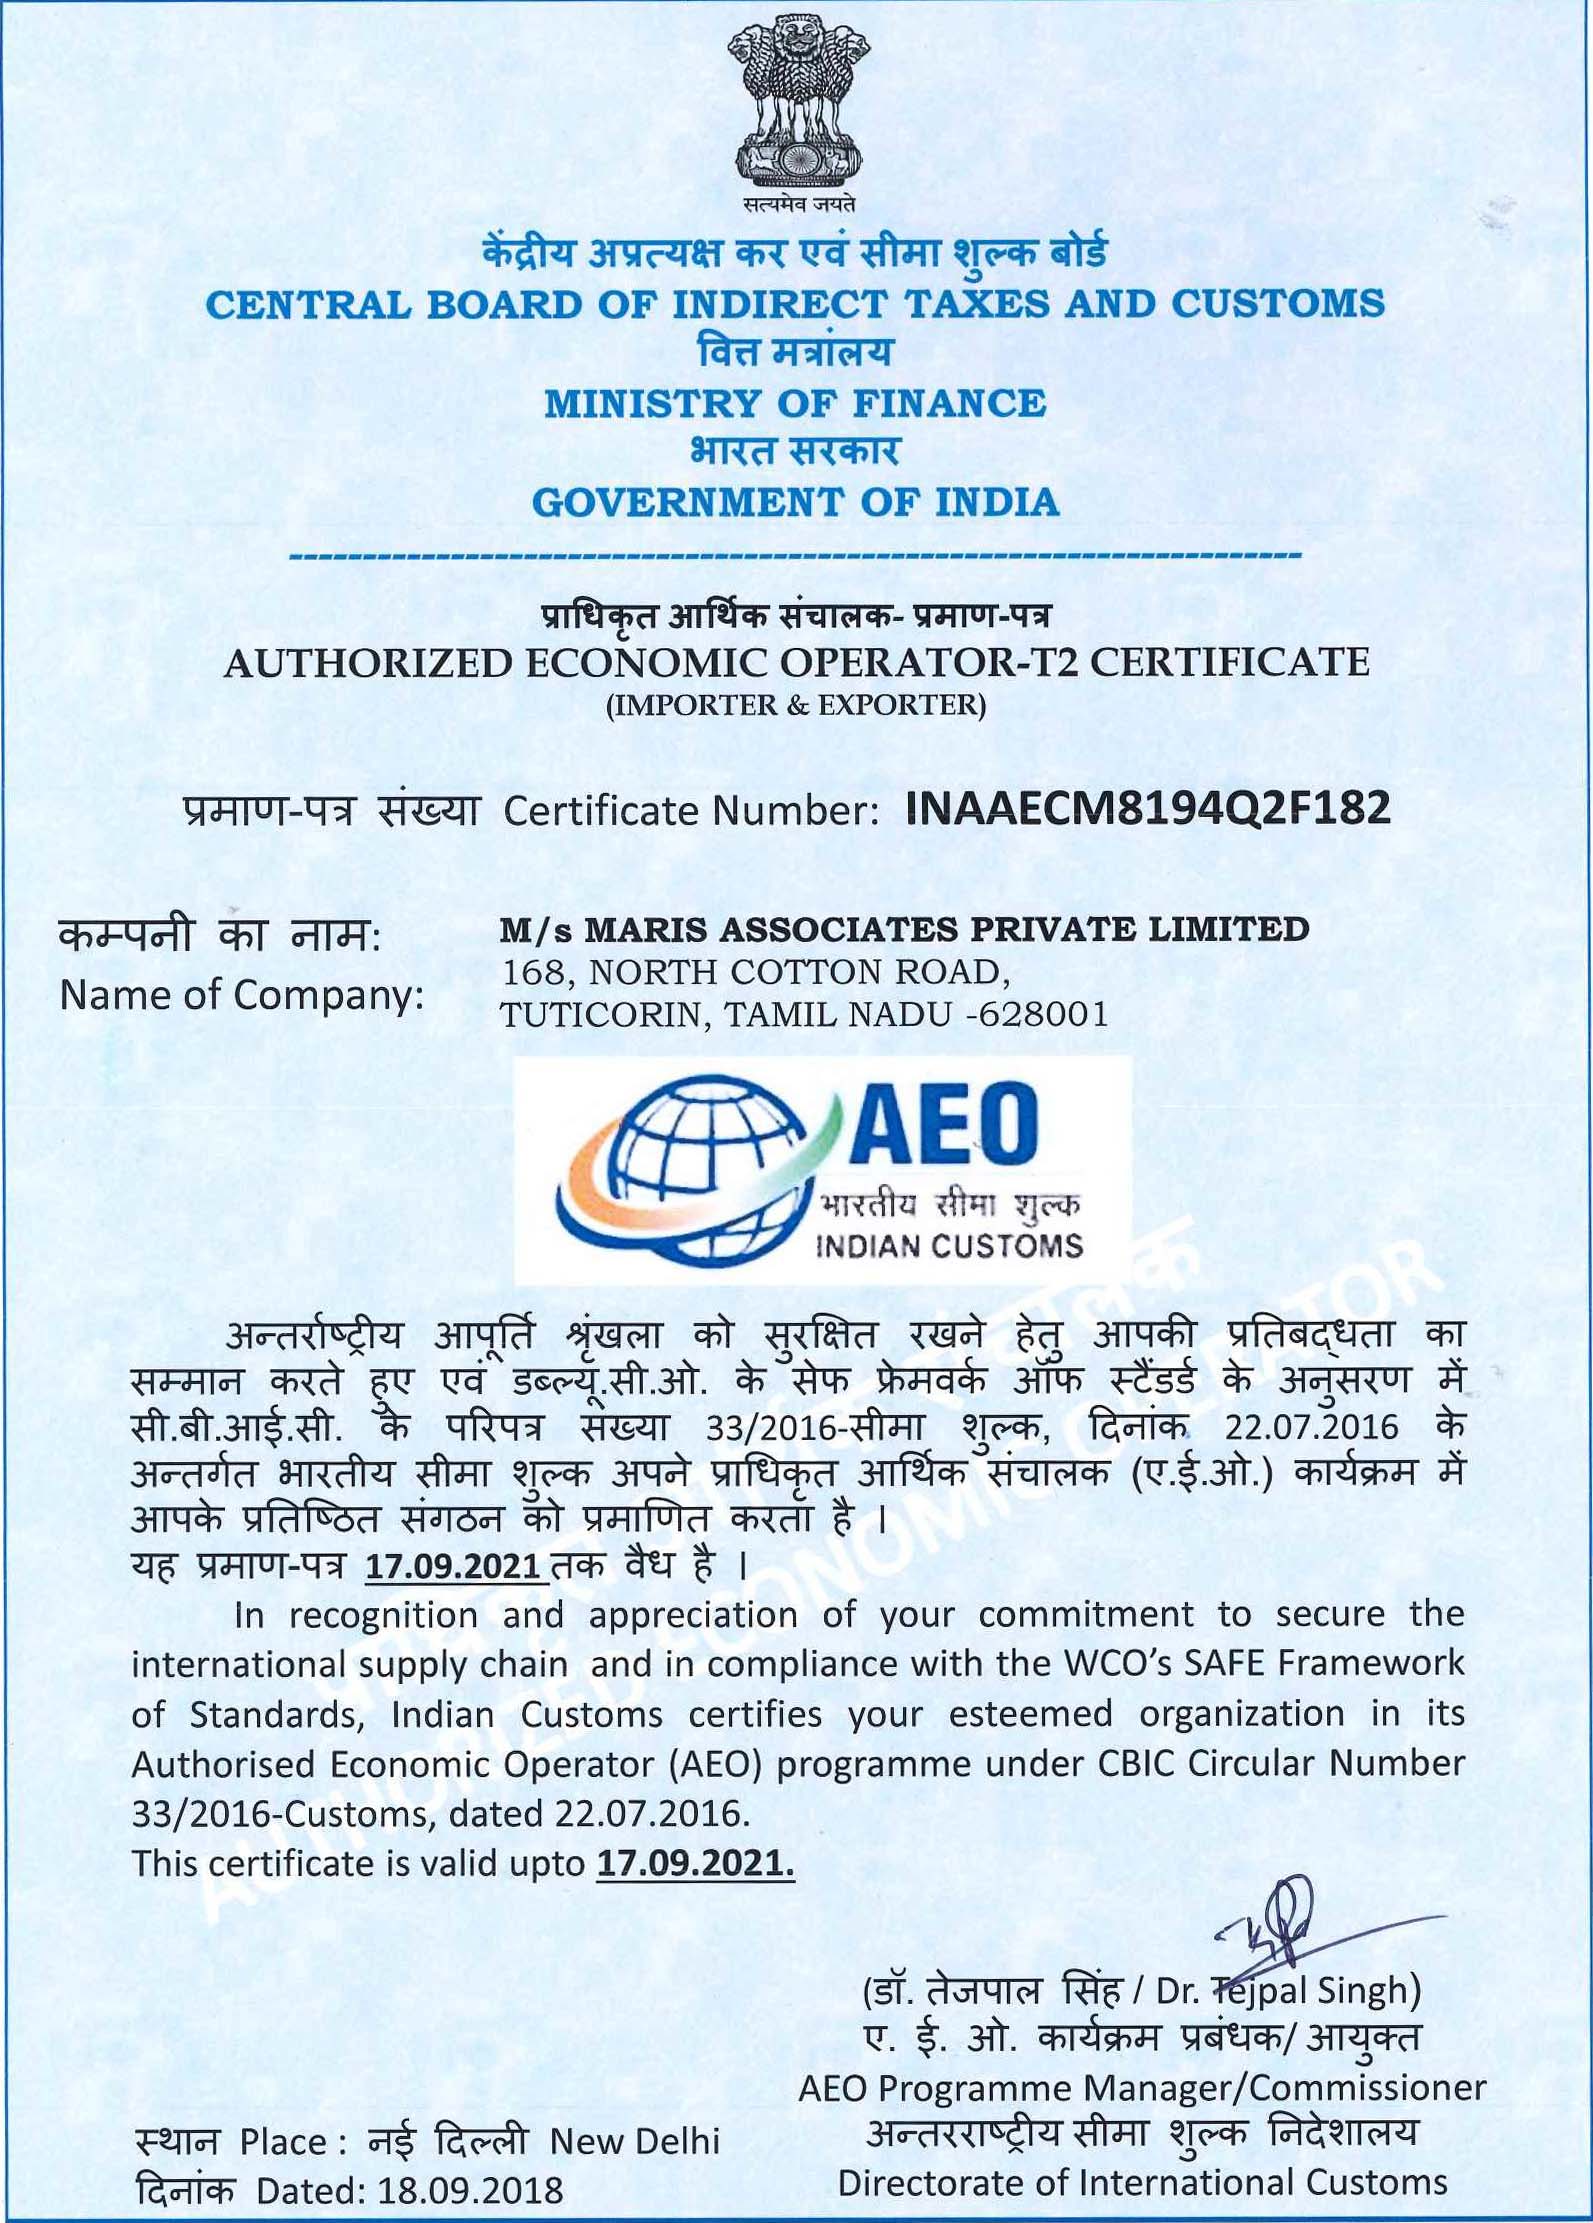 सत्यमेव जयते
केंद्रीय अप्रत्यक्ष कर एवं सीमा शुल्क बोर्ड
CENTRAL BOARD OF INDIRECT TAXES AND CUSTOMS
वित्त मत्रांलय
MINISTRY OF FINANCE
भारत सरकार
GOVERNMENT OF INDIA
प्राधिकृत आर्थिक संचालक- प्रमाण-पत्र
AUTHORIZED ECONOMIC OPERATOR-T2 CERTIFICATE
(IMPORTER & EXPORTER)
प्रमाण-पत्र संख्या Certificate Number: INAAECM8194Q2F182
कम्पनी का नाम:
Name of Company:
M/s MARIS ASSOCIATES PRIVATE LIMITED
168, NORTH COTTON ROAD,
TUTICORIN, TAMIL NADU -628001
AEO
भारतीय सीमा शुल्क
INDIAN CUSTOMS
अन्तर्राष्ट्रीय आपूर्ति श्रृंखला को सुरक्षित रखने हेतु आपकी प्रतिबद्धता का
सम्मान करते हुए एवं डब्ल्यू.सी.ओ. के सेफ फ्रेमवर्क ऑफ स्टैंडर्ड के अनुसरण में
सी.बी.आई.सी. के परिपत्र संख्या 33/2016-सीमा शुल्क, दिनांक 22.07.2016 के
अन्तर्गत भारतीय सीमा शुल्क अपने प्राधिकृत आर्थिक संचालक (ए.ई.ओ.) कार्यक्रम में
आपके प्रतिष्ठित संगठन को प्रमाणित करता है ।
यह प्रमाण-पत्र 17.09.2021 तक वैध है ।
In recognition and appreciation of your commitment to secure the
international supply chain and in compliance with the WCO's SAFE Framework
of Standards, Indian Customs certifies your esteemed organization in its
Authorised Economic Operator (AEO) programme under CBIC Circular Number
33/2016-Customs, dated 22.07.2016.
This certificate is valid upto 17.09.2021.
प्राधिकृत आर्थिक संचालक
AUTHORIZED ECONOMIC OPERATOR
(डॉ. तेजपाल सिंह / Dr. Tejpal Singh)
ए. ई. ओ. कार्यक्रम प्रबंधक/ आयुक्त
AEO Programme Manager/Commissioner
अन्तरराष्ट्रीय सीमा शुल्क निदेशालय
Directorate of International Customs
स्थान Place : नई दिल्ली New Delhi
दिनांक Dated: 18.09.2018